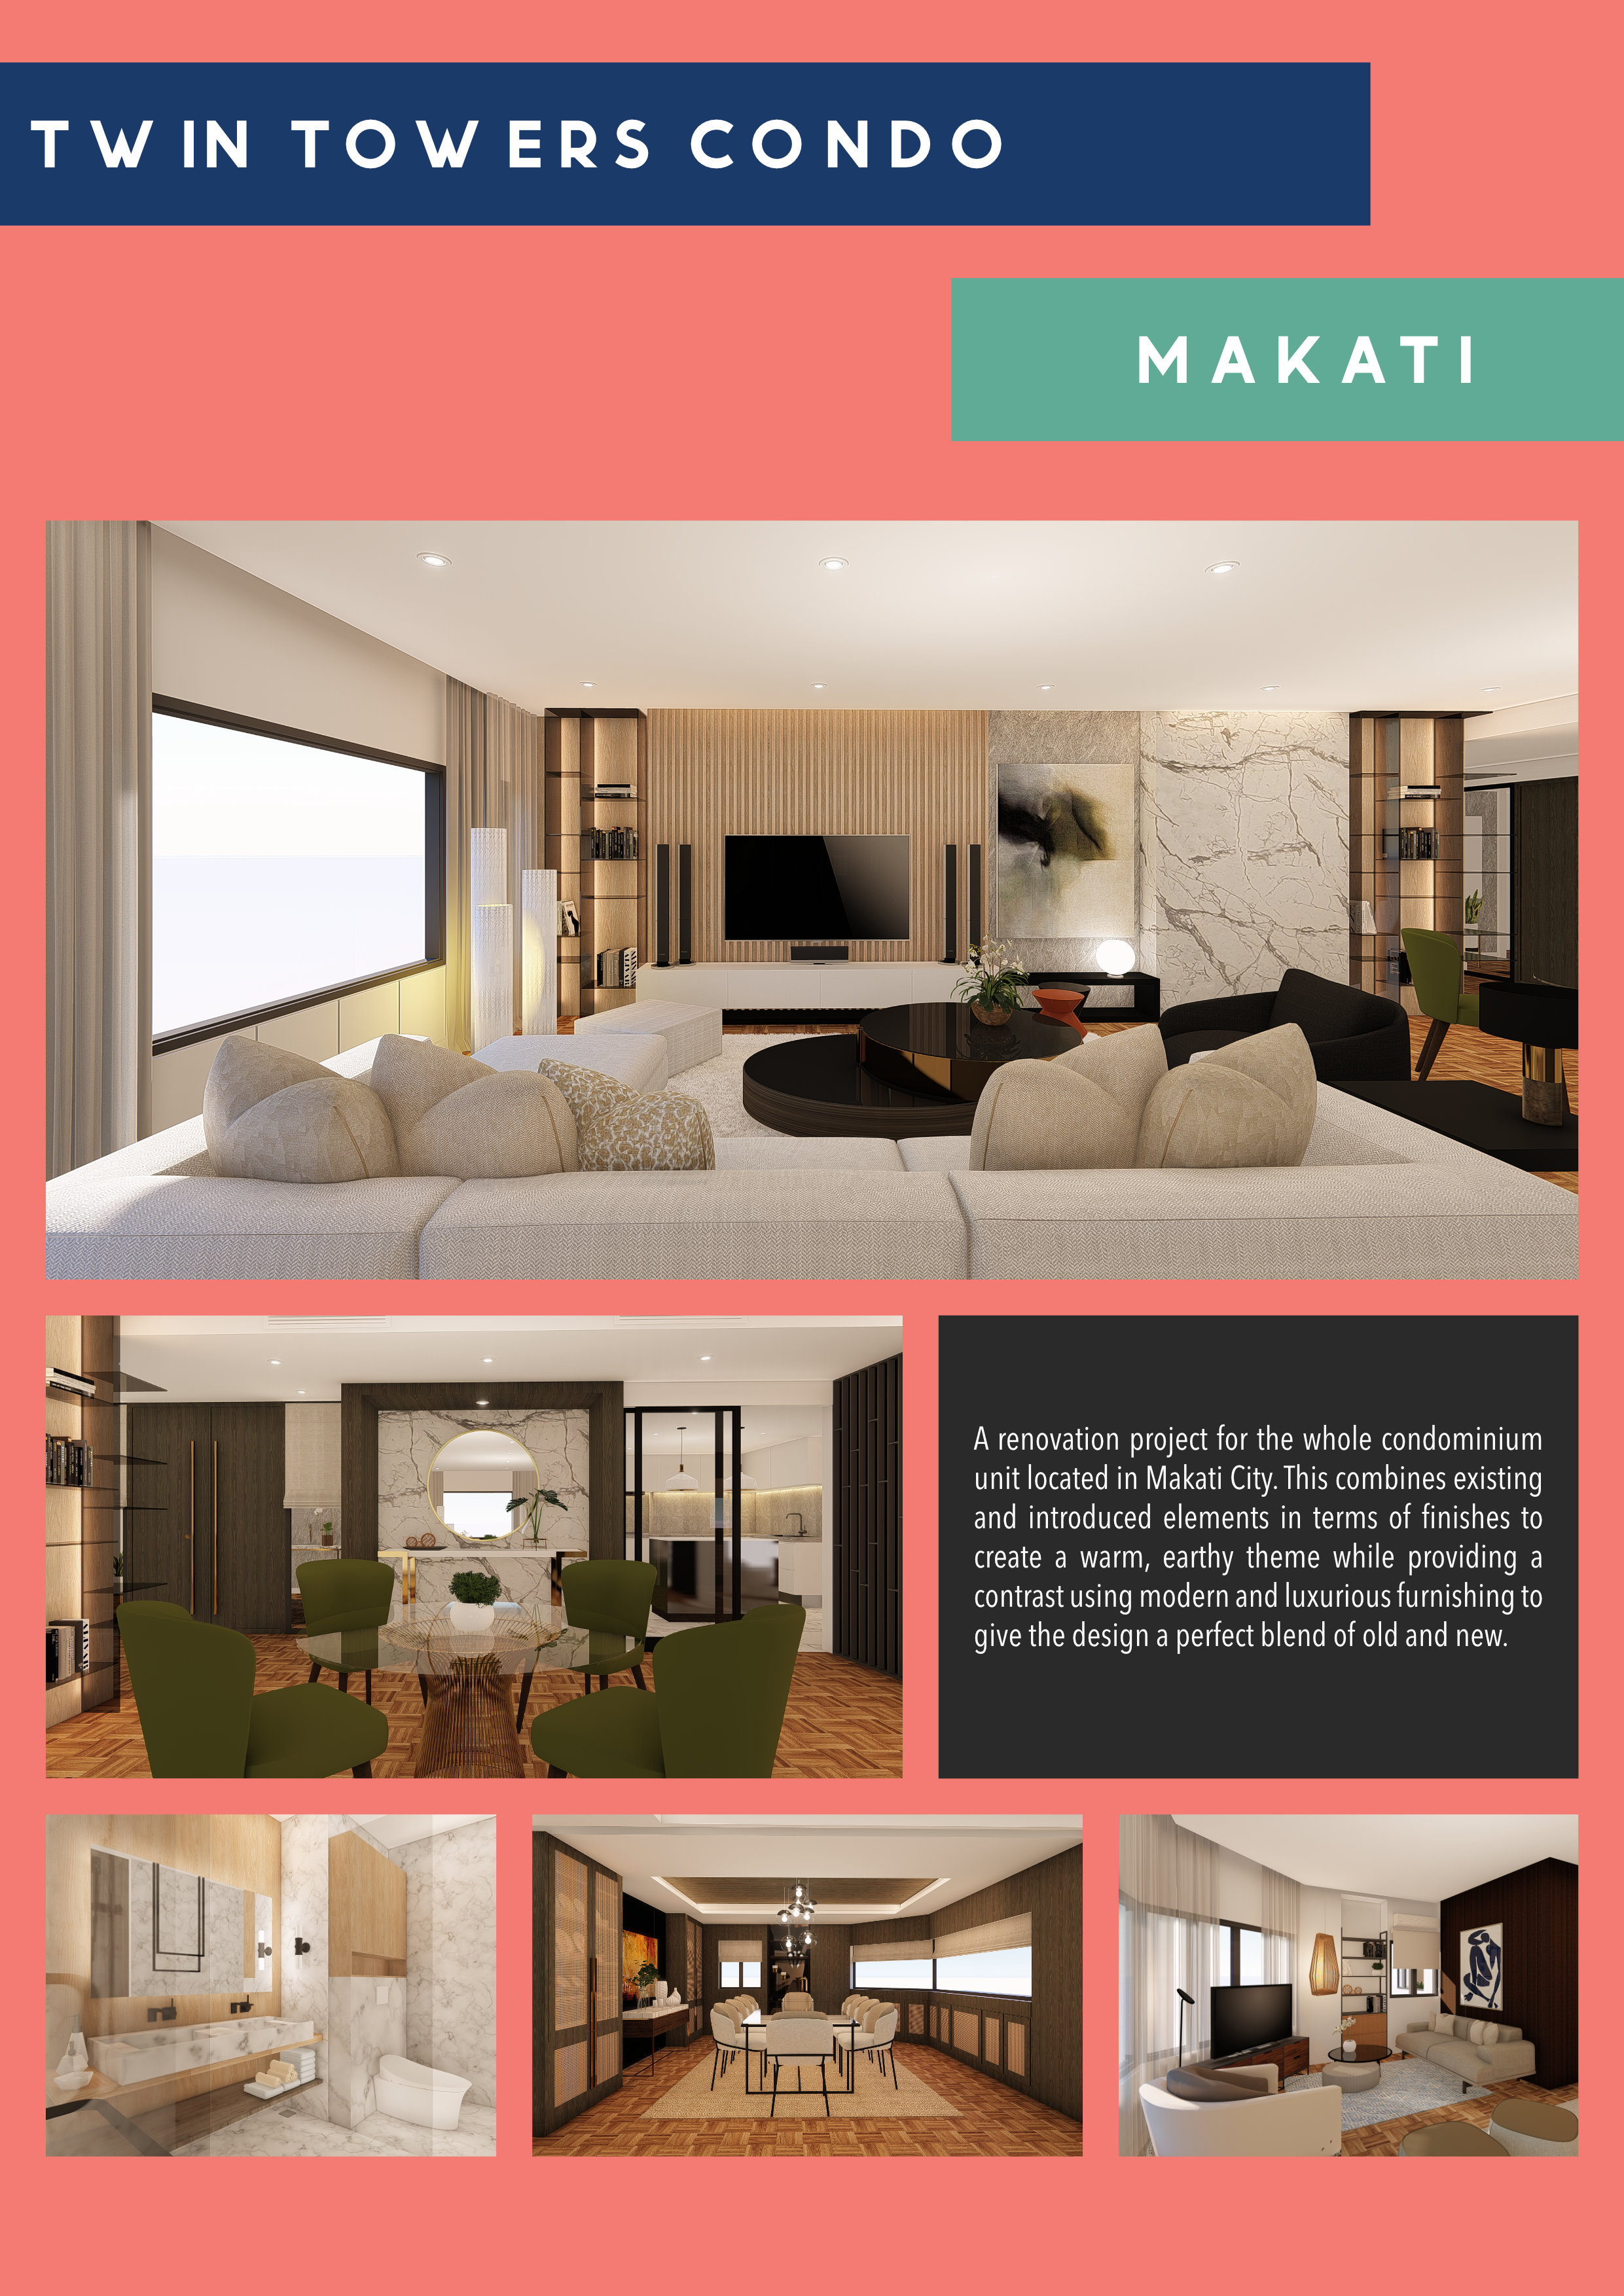 TWIN TOWERS CONDO
MAKATI
A renovation project for the whole condominium
unit located in Makati City. This combines existing
and introduced elements in terms of finishes to
create a warm, earthy theme while providing a
contrast using modern and luxurious furnishing to
give the design a perfect blend of old and new.